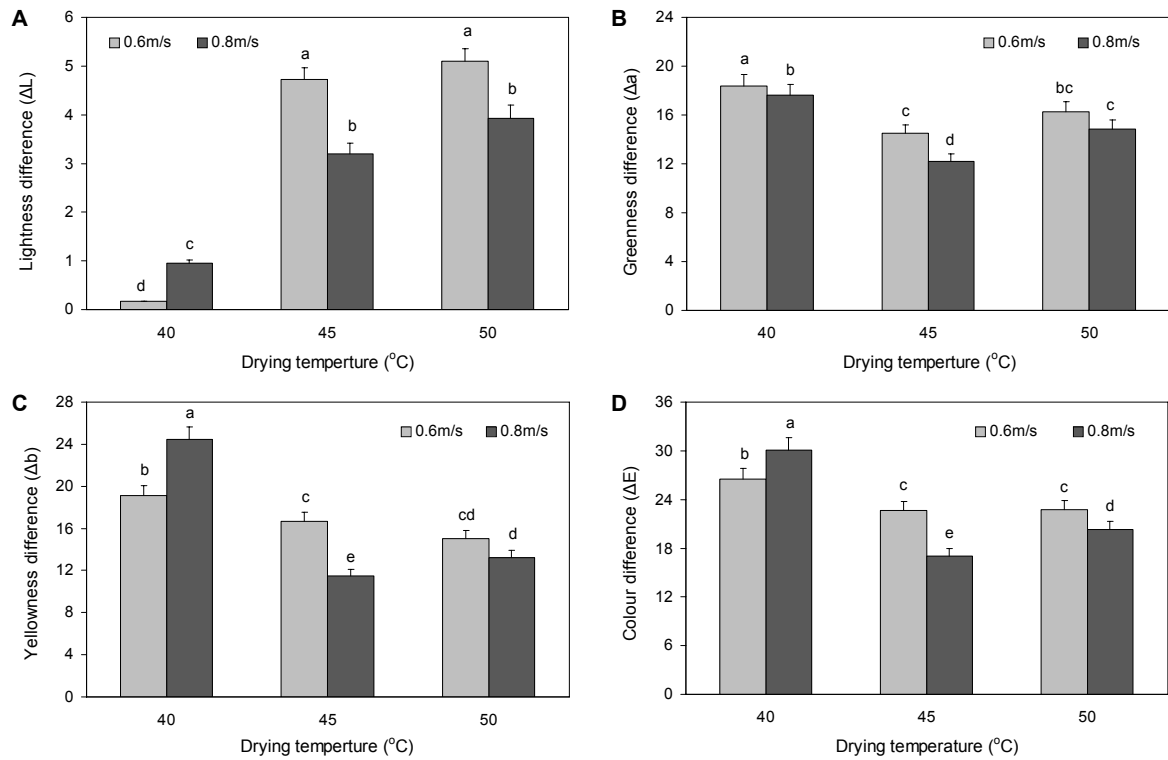 A
Lightness difference (ΔL)
6
5
4
3
2
1
0
0.6m/s
0.8m/s
d
c
a
b
a
b
40
45
50
Drying temperture (°C)
B
Greenness difference (Δa)
24
20
16
12
8
4
0
0.6m/s
0.8m/s
a
b
c
d
bc
c
40
45
50
Drying temperture (°C)
C
Yellowness difference (Δb)
28
24
20
16
12
8
4
0
0.6m/s
0.8m/s
b
a
c
e
cd
d
40
45
50
Drying temperture (°C)
D
Colour difference (ΔE)
36
30
24
18
12
6
0
0.6m/s
0.8m/s
b
a
c
e
c
d
40
45
50
Drying temperature (°C)